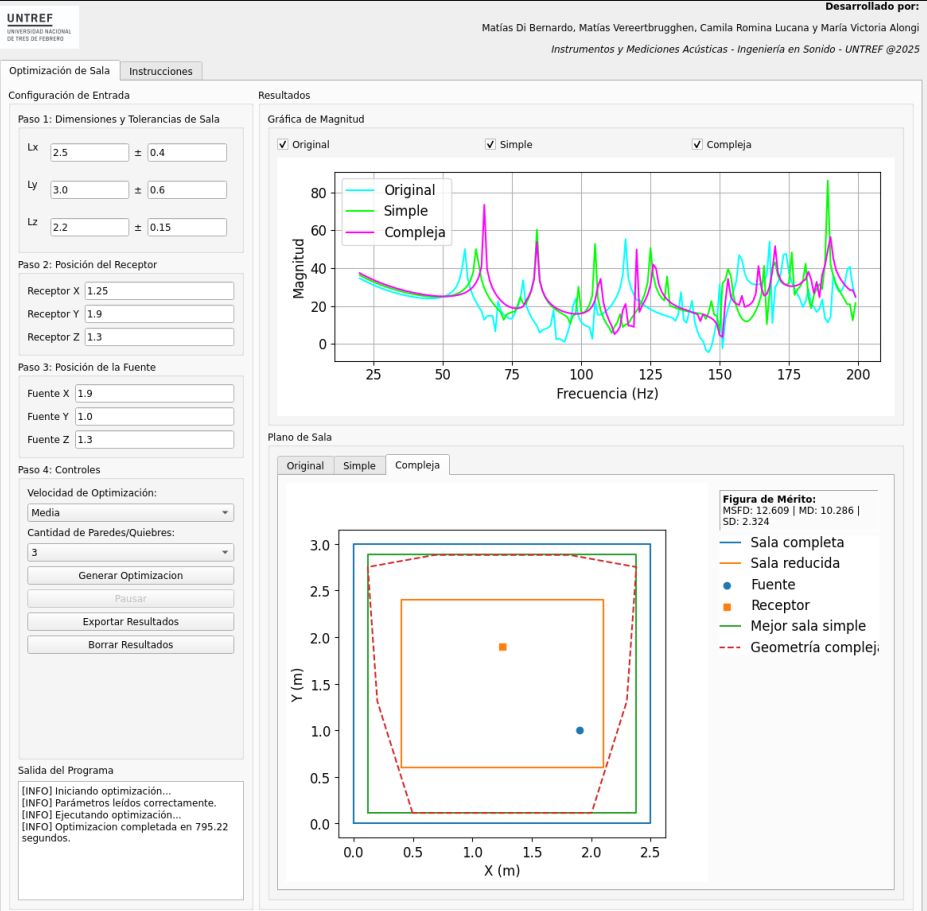 UNTREF
UNIVERSIDAD NACIONAL
DE TRES DE FEBRERO
Desarrollado por:
Matías Di Bernardo, Matías Vereertbrugghen, Camila Romina Lucana y María Victoria Alongi
Instrumentos y Mediciones Acústicas - Ingeniería en Sonido - UNTREF @2025
Optimización de Sala
Instrucciones
Configuración de Entrada
Paso 1: Dimensiones y Tolerancias de Sala
Lx 2.5 ± 0.4
Ly 3.0 ± 0.6
Lz 2.2 ± 0.15
Paso 2: Posición del Receptor
Receptor X 1.25
Receptor Y 1.9
Receptor Z 1.3
Paso 3: Posición de la Fuente
Fuente X 1.9
Fuente Y 1.0
Fuente Z 1.3
Paso 4: Controles
Velocidad de Optimización:
Media
Cantidad de Paredes/Quiebres:
3
Generar Optimizacion
Pausar
Exportar Resultados
Borrar Resultados
Salida del Programa
[INFO] Iniciando optimización...
[INFO] Parámetros leídos correctamente.
[INFO] Ejecutando optimización...
[INFO] Optimizacion completada en 795.22
segundos.
Resultados
Gráfica de Magnitud
Original
Simple
Compleja
Original
Simple
Compleja
Magnitud
80
60
40
20
0
25 50 75 100 125 150 175 200
Frecuencia (Hz)
Plano de Sala
Original
Simple
Compleja
Y (m)
3.0
2.5
2.0
1.5
1.0
0.5
0.0
0.0 0.5 1.0 1.5 2.0 2.5
X (m)
Figura de Mérito:
MSFD: 12.609 | MD: 10.286 |
SD: 2.324
Sala completa
Sala reducida
Fuente
Receptor
Mejor sala simple
Geometría compleja